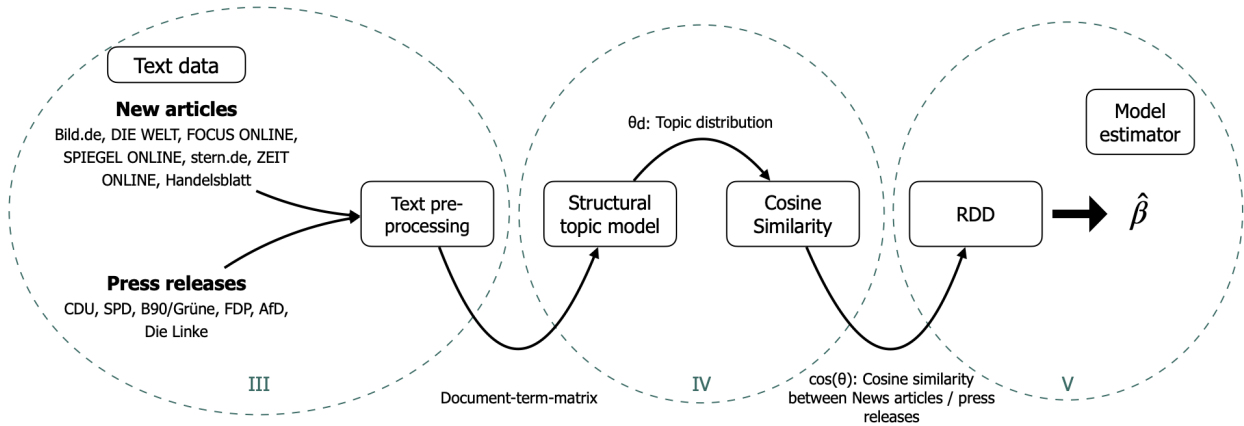 Text data
New articles
Bild.de, DIE WELT, FOCUS ONLINE,
SPIEGEL ONLINE, stern.de, ZEIT
ONLINE, Handelsblatt
Press releases
CDU, SPD, B90/Grüne, FDP, AfD,
Die Linke
Text pre-
processing
III
Document-term-matrix
Structural
topic model
θd: Topic distribution
Cosine
Similarity
IV
cos(θ): Cosine similarity
between News articles / press
releases
RDD
Model
estimator
β̂
V